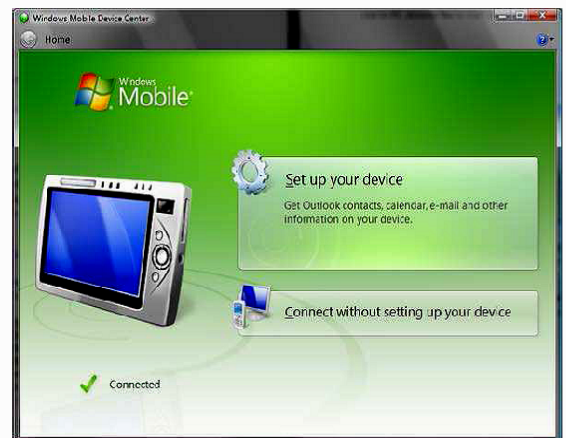 Windows Mobile Device Center
Home
Windows
Mobile
Set up your device
Get Outlook contacts, calendar, e-mail and other
information on your device.
Connect without setting up your device
Connected